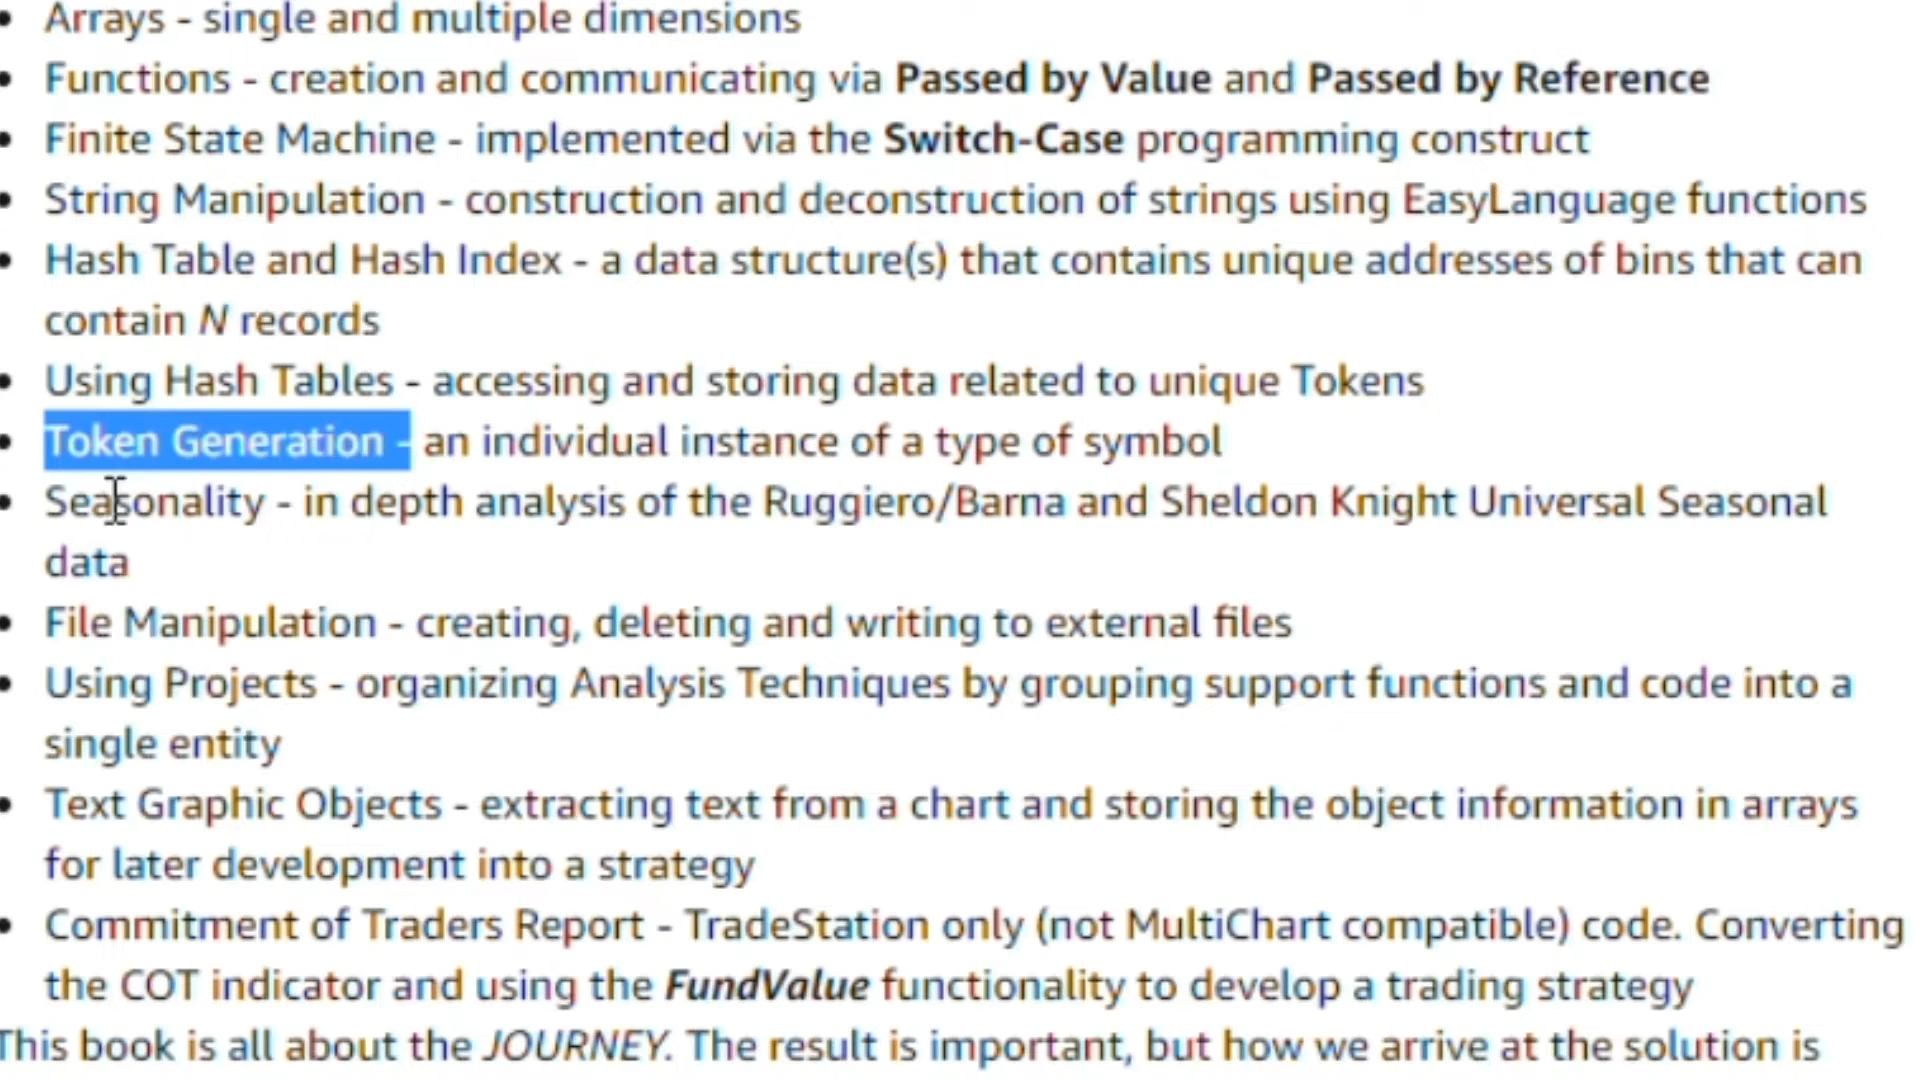 Arrays - single and multiple dimensions
Functions - creation and communicating via Passed by Value and Passed by Reference
Finite State Machine - implemented via the Switch-Case programming construct
String Manipulation - construction and deconstruction of strings using EasyLanguage functions
Hash Table and Hash Index - a data structure(s) that contains unique addresses of bins that can
contain N records
Using Hash Tables - accessing and storing data related to unique Tokens
Token Generation - an individual instance of a type of symbol
Seasonality - in depth analysis of the Ruggiero/Barna and Sheldon Knight Universal Seasonal
data
File Manipulation - creating, deleting and writing to external files
Using Projects - organizing Analysis Techniques by grouping support functions and code into a
single entity
Text Graphic Objects - extracting text from a chart and storing the object information in arrays
for later development into a strategy
Commitment of Traders Report - TradeStation only (not MultiChart compatible) code. Converting
the COT indicator and using the FundValue functionality to develop a trading strategy
This book is all about the JOURNEY. The result is important, but how we arrive at the solution is